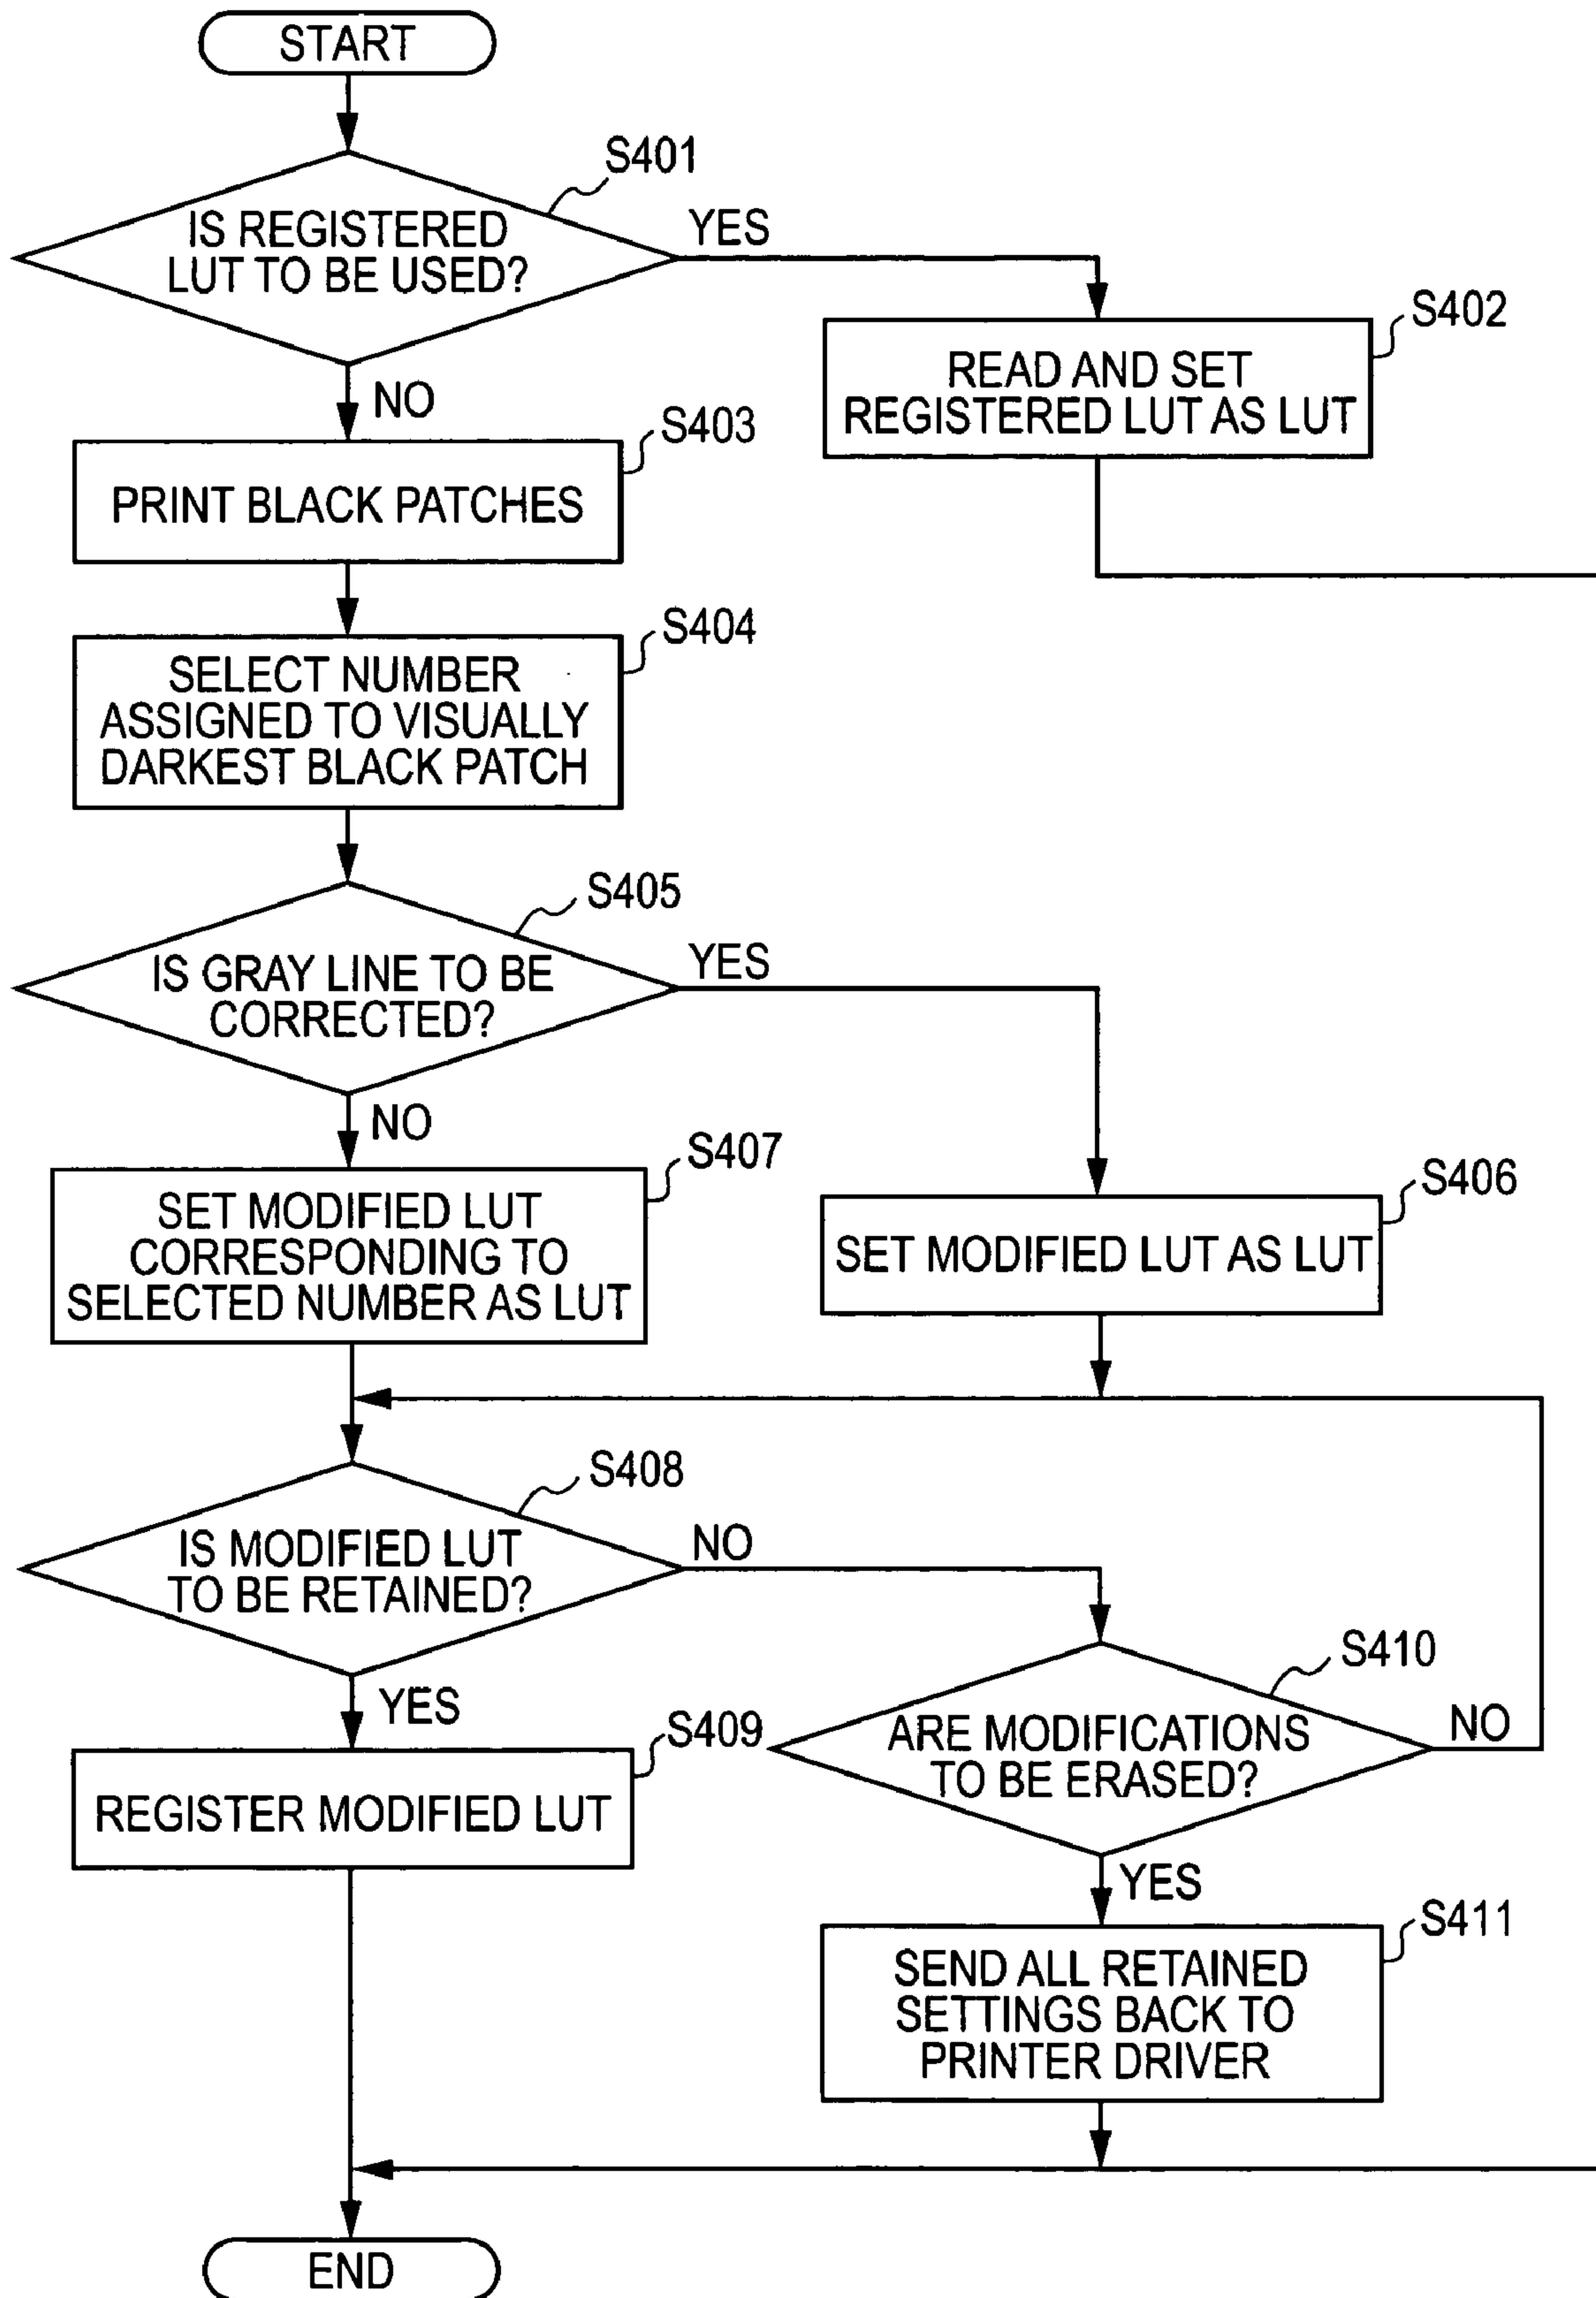 START
S401
IS REGISTERED
LUT TO BE USED?
YES
S402
READ AND SET
REGISTERED LUT AS LUT
NO
S403
PRINT BLACK PATCHES
S404
SELECT NUMBER
ASSIGNED TO VISUALLY
DARKEST BLACK PATCH
S405
IS GRAY LINE TO BE
CORRECTED?
YES
NO
S407
SET MODIFIED LUT
CORRESPONDING TO
SELECTED NUMBER AS LUT
S406
SET MODIFIED LUT AS LUT
S408
IS MODIFIED LUT
TO BE RETAINED?
NO
YES
S410
ARE MODIFICATIONS
TO BE ERASED?
NO
S409
REGISTER MODIFIED LUT
YES
S411
SEND ALL RETAINED
SETTINGS BACK TO
PRINTER DRIVER
END